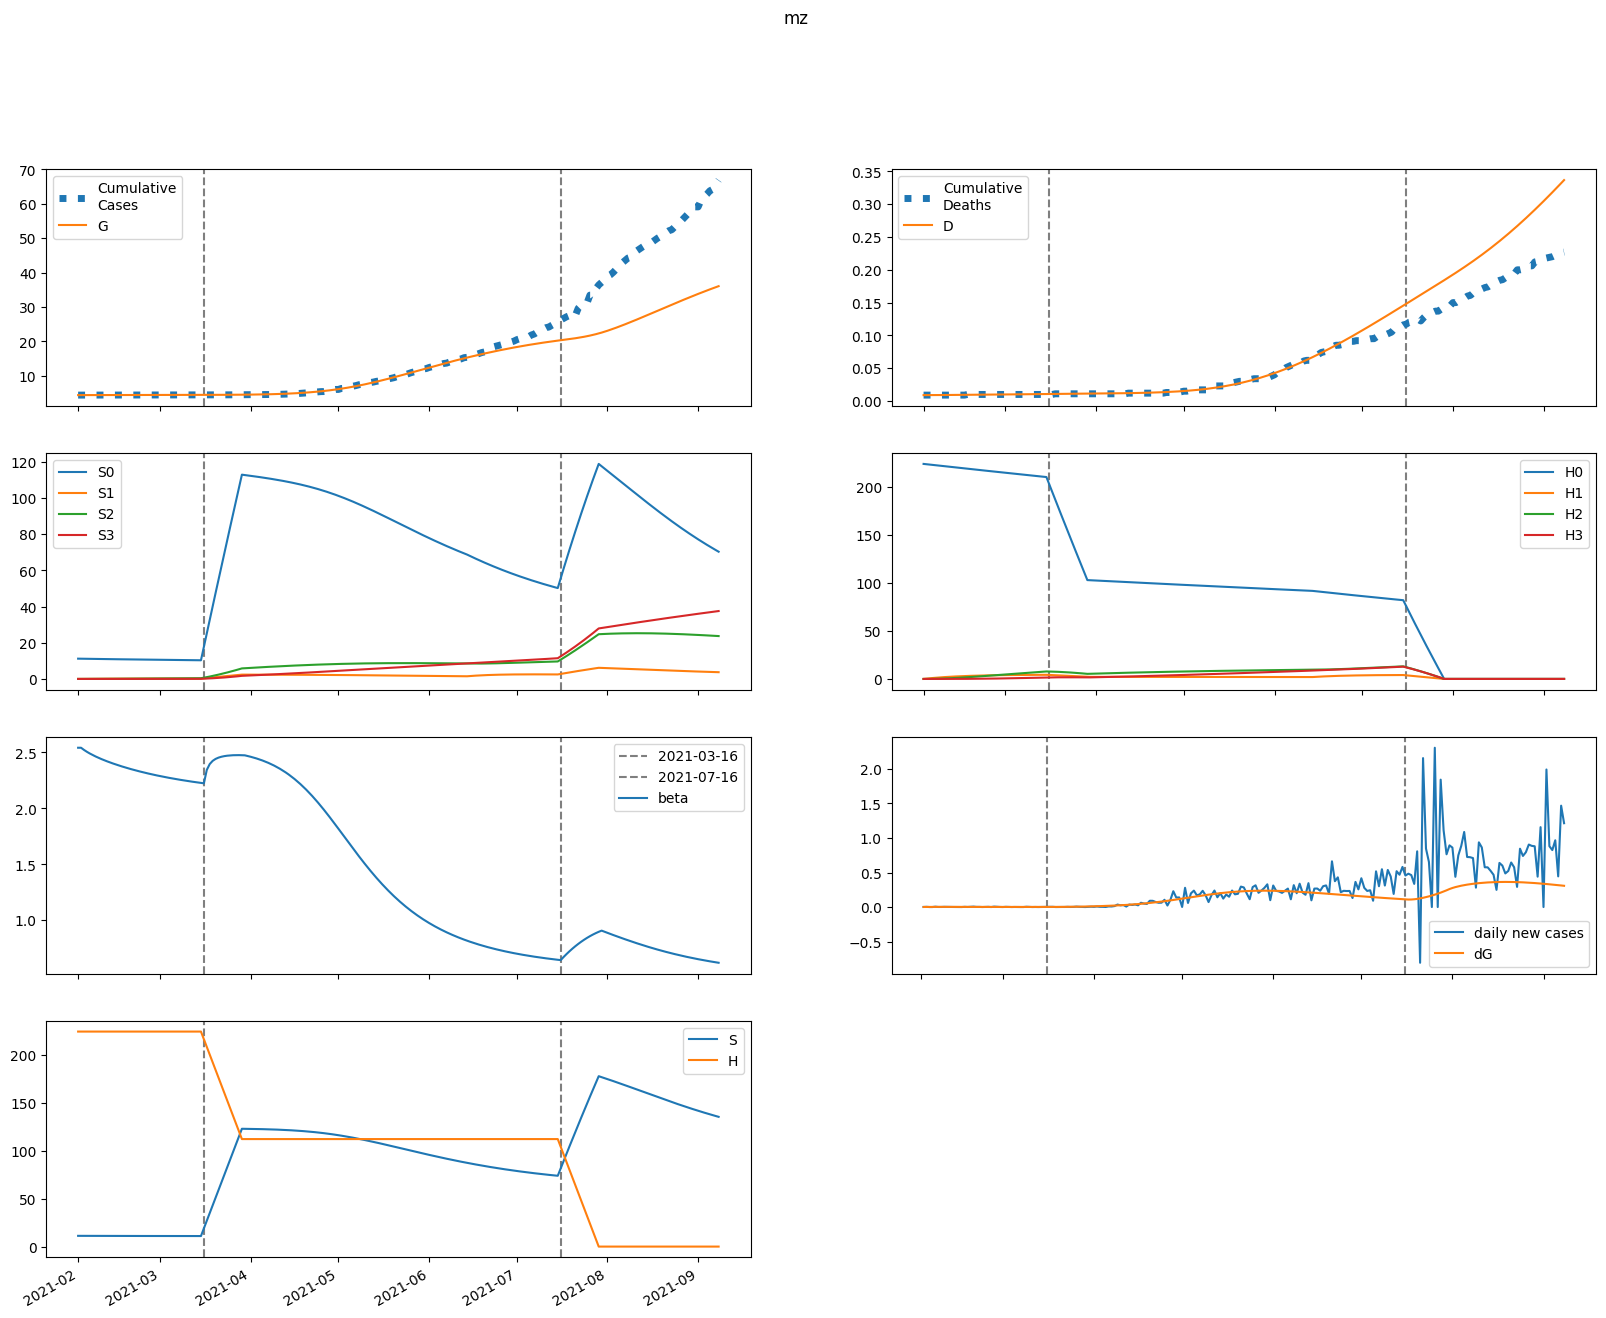 mz
70
60
50
40
30
20
10
Cumulative
Cases
G
0.35
0.30
0.25
0.20
0.15
0.10
0.05
0.00
Cumulative
Deaths
D
120
100
80
60
40
20
0
S0
S1
S2
S3
200
150
100
50
0
H0
H1
H2
H3
2.5
2.0
1.5
1.0
2021-03-16
2021-07-16
beta
2.0
1.5
1.0
0.5
0.0
−0.5
daily new cases
dG
200
150
100
50
0
S
H
2021-02
2021-03
2021-04
2021-05
2021-06
2021-07
2021-08
2021-09